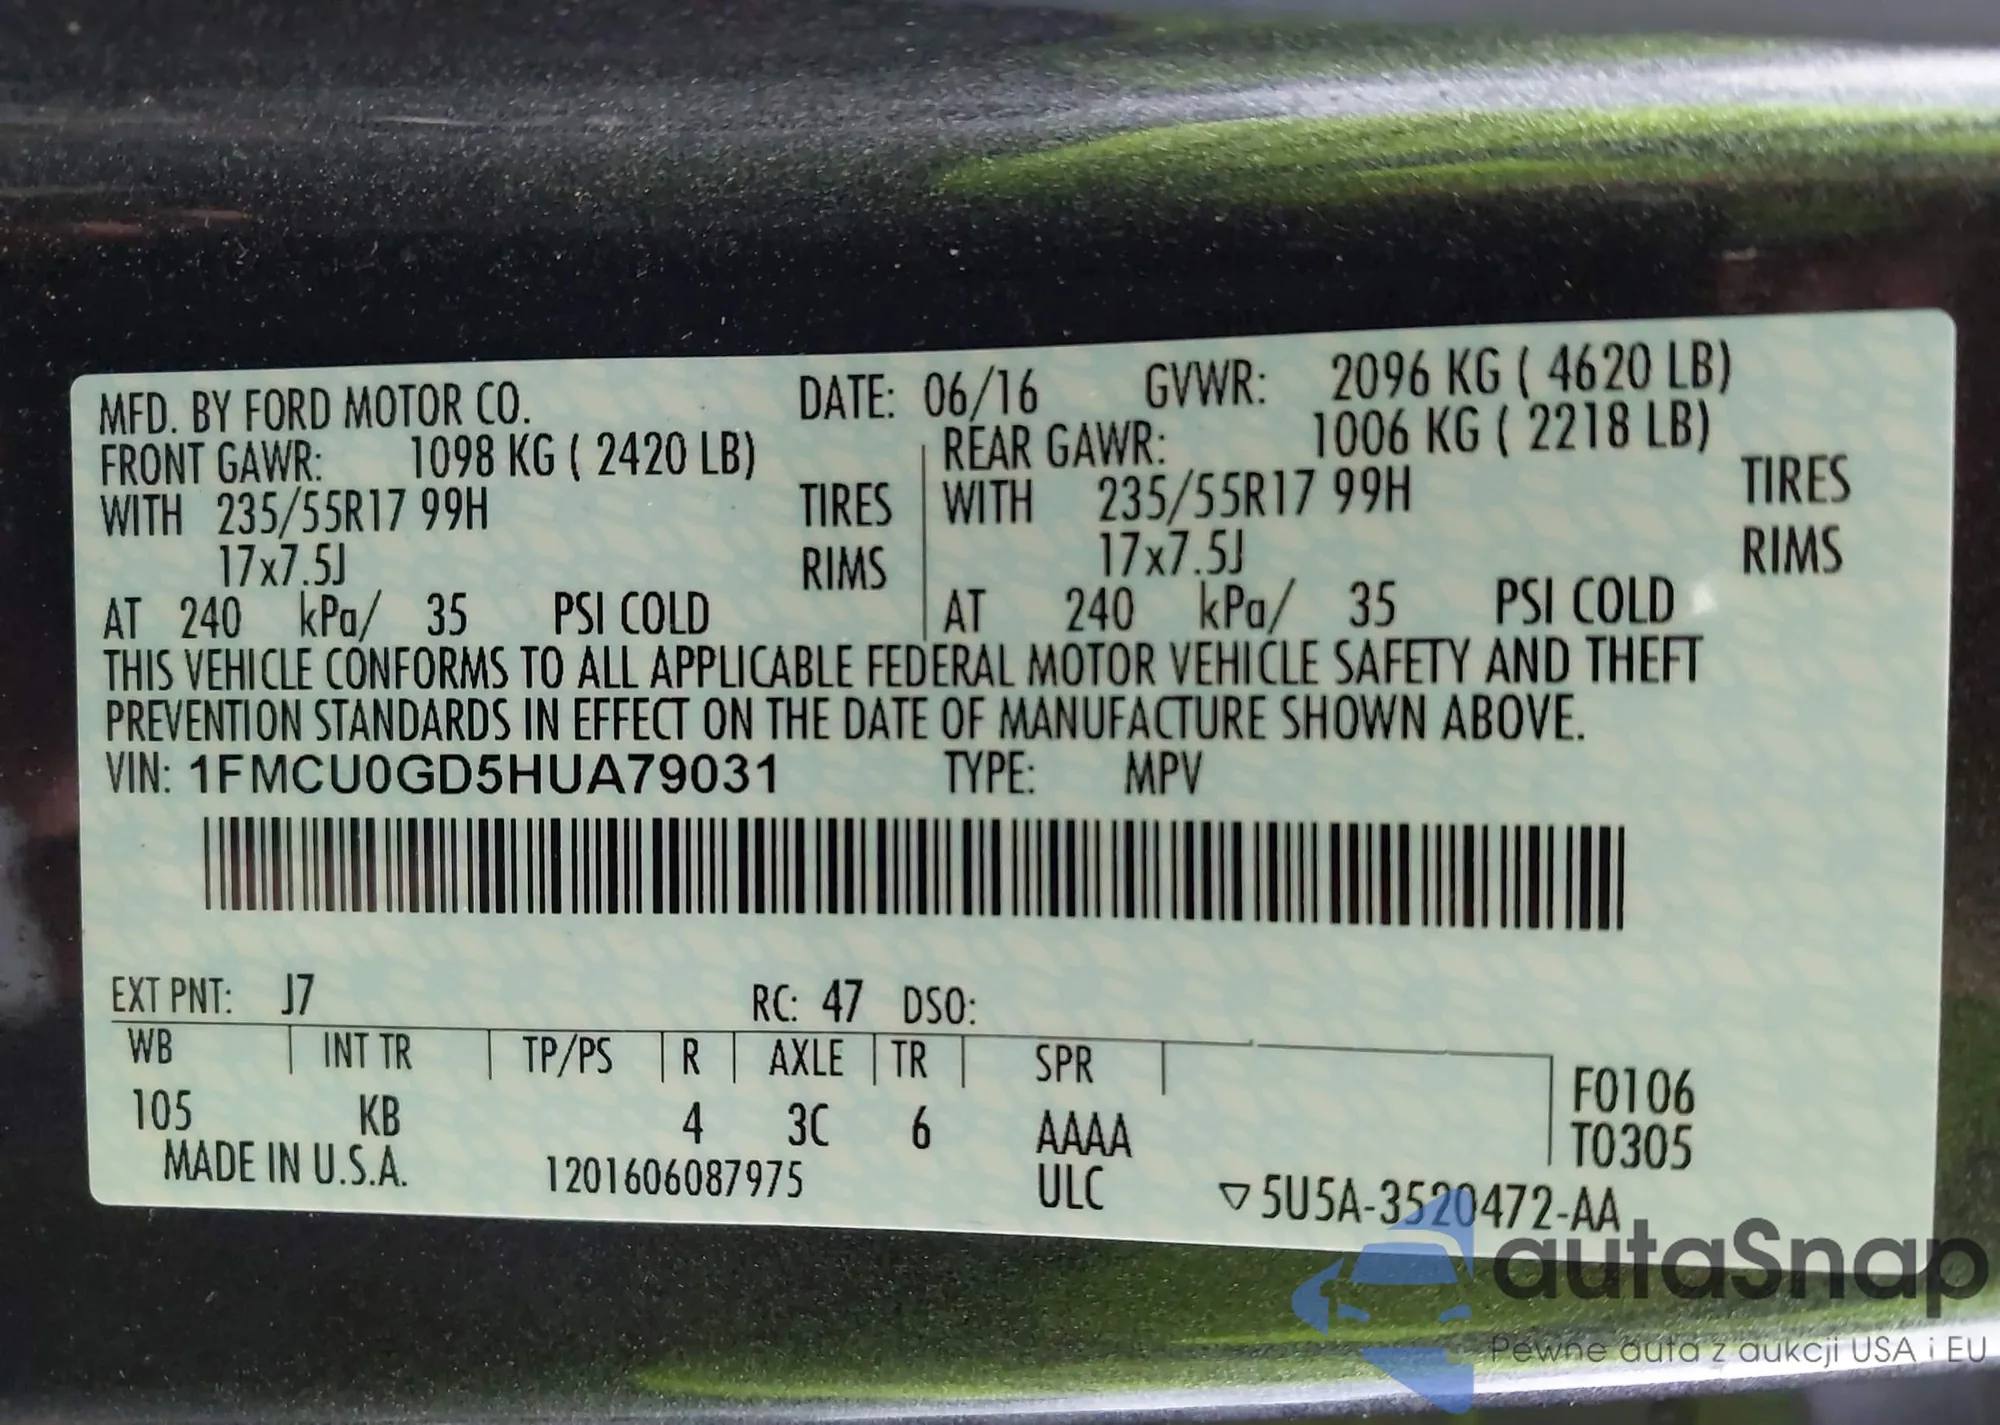 MFD. BY FORD MOTOR CO. DATE: 06/16 GVWR: 2096 KG ( 4620 LB)
FRONT GAWR: 1098 KG ( 2420 LB) REAR GAWR: 1006 KG ( 2218 LB)
WITH 235/55R17 99H TIRES WITH 235/55R17 99H TIRES
17x7.5J RIMS 17x7.5J RIMS
AT 240 kPa/ 35 PSI COLD AT 240 kPa/ 35 PSI COLD
THIS VEHICLE CONFORMS TO ALL APPLICABLE FEDERAL MOTOR VEHICLE SAFETY AND THEFT
PREVENTION STANDARDS IN EFFECT ON THE DATE OF MANUFACTURE SHOWN ABOVE.
VIN: 1FMCU0GD5HUA79031 TYPE: MPV
EXT PNT: J7 RC: 47 DSO:
WB INT TR TP/PS R AXLE TR SPR
F0106
105 KB 4 3C 6 AAAA T0305
MADE IN U.S.A. 1201606087975 ULC ▽5U5A-3520472-AA
autaSnap
Pewne auta z aukcji USA i EU